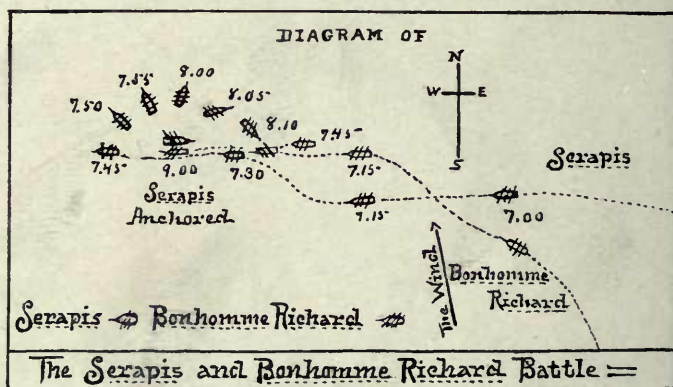 DIAGRAM OF
N
W E
S
7.50 7.55 8.00 8.05 8.10 7.45
7.45 9.00 7.30 7.15
Serapis
Anchored
Serapis
7.15 7.00
The Wind
Bonhomme
Richard
Serapis Bonhomme Richard
The Serapis and Bonhomme Richard Battle =